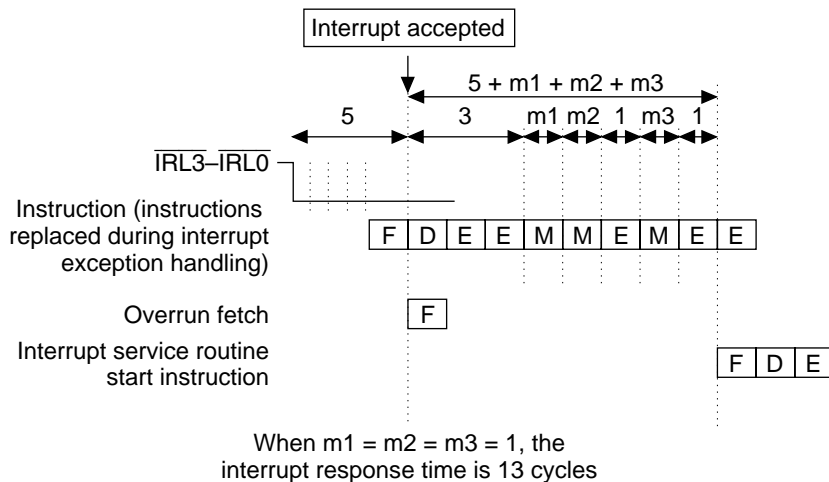 Interrupt accepted
5 + m1 + m2 + m3
5 3 m1 m2 1 m3 1
IRL3–IRL0
Instruction (instructions
replaced during interrupt
exception handling)
F D E E M M E M E E
Overrun fetch
F
Interrupt service routine
start instruction
F D E
When m1 = m2 = m3 = 1, the
interrupt response time is 13 cycles